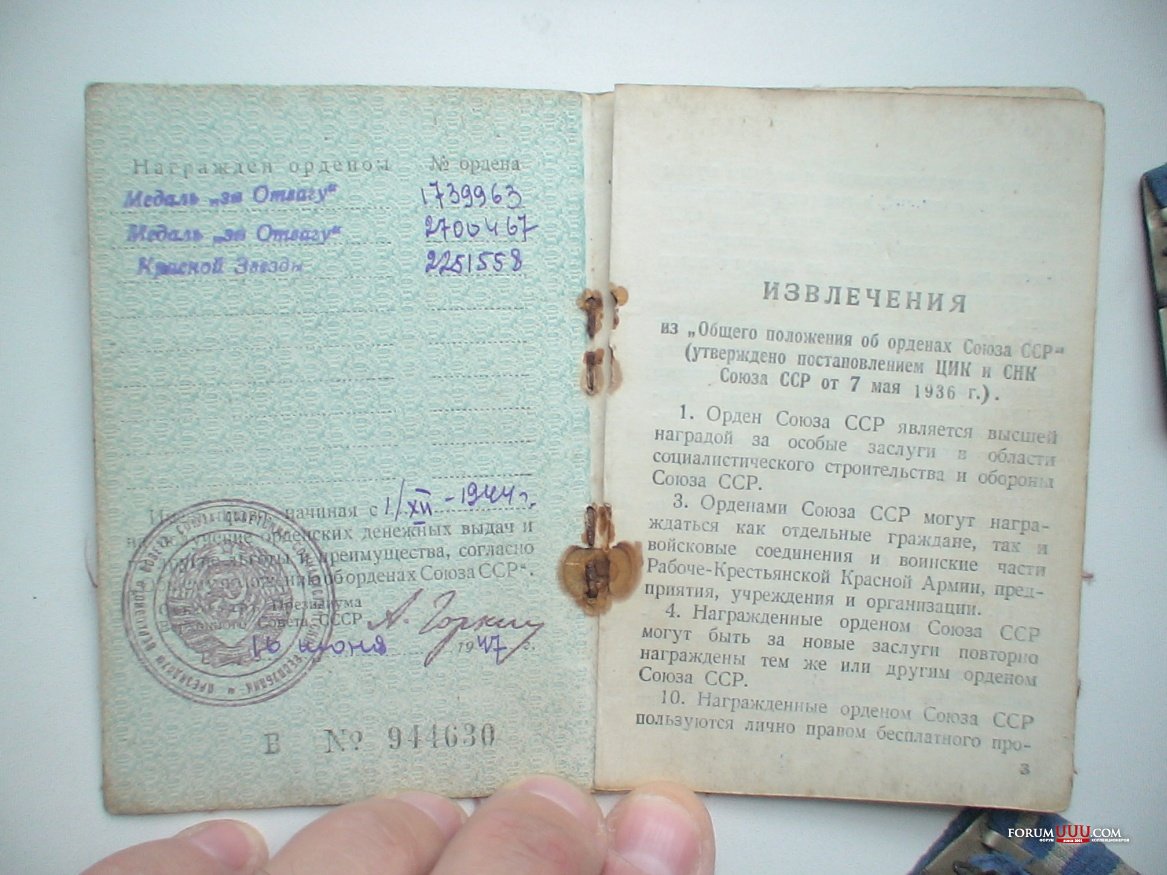 Награжден орденом № ордена
Медаль „за Отвагу“ 1739963
Медаль „за Отвагу“ 2700467
Красной Звезды 2251558
начиная с 1/XII-1944 г.
орденских денежных выдач и
льготы и преимущества, согласно
об орденах Союза ССР“.
Президиума
Верховного Совета СССР А. Горкин
16 июня 1947 г.
В № 944630
ИЗВЛЕЧЕНИЯ
из „Общего положения об орденах Союза ССР“
(утверждено постановлением ЦИК и СНК
Союза ССР от 7 мая 1936 г.).
1. Орден Союза ССР является высшей
наградой за особые заслуги в области
социалистического строительства и обороны
Союза ССР.
3. Орденами Союза ССР могут награ-
ждаться как отдельные граждане, так и
войсковые соединения и воинские части
Рабоче-Крестьянской Красной Армии, пред-
приятия, учреждения и организации.
4. Награжденные орденом Союза ССР
могут быть за новые заслуги повторно
награждены тем же или другим орденом
Союза ССР.
10. Награжденные орденом Союза ССР
пользуются лично правом бесплатного про-
3
FORUMUUU.COM